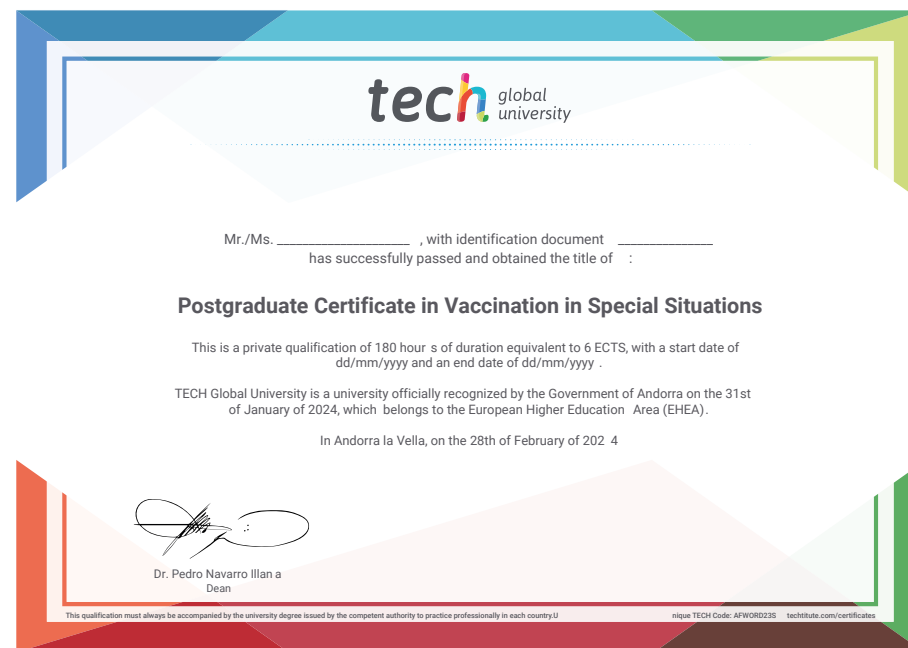 tech global university
Mr./Ms. _____________________ , with identification document _______________
has successfully passed and obtained the title of :
Postgraduate Certificate in Vaccination in Special Situations
This is a private qualification of 180 hour s of duration equivalent to 6 ECTS, with a start date of
dd/mm/yyyy and an end date of dd/mm/yyyy .
TECH Global University is a university officially recognized by the Government of Andorra on the 31st
of January of 2024, which belongs to the European Higher Education Area (EHEA).
In Andorra la Vella, on the 28th of February of 202 4
Dr. Pedro Navarro Illan a
Dean
This qualification must always be accompanied by the university degree issued by the competent authority to practice professionally in each country.U nique TECH Code: AFWORD23S techtitute.com/certificates